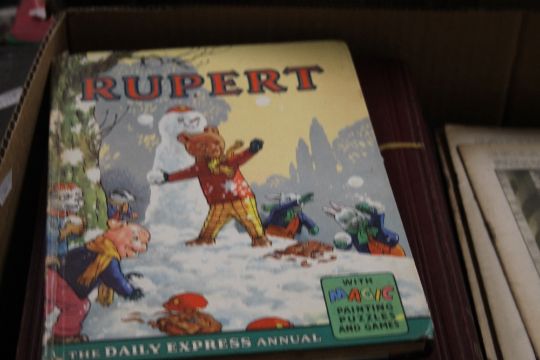 RUPERT
WITH
MAGIC
PAINTING
PUZZLES
AND GAMES
THE DAILY EXPRESS ANNUAL